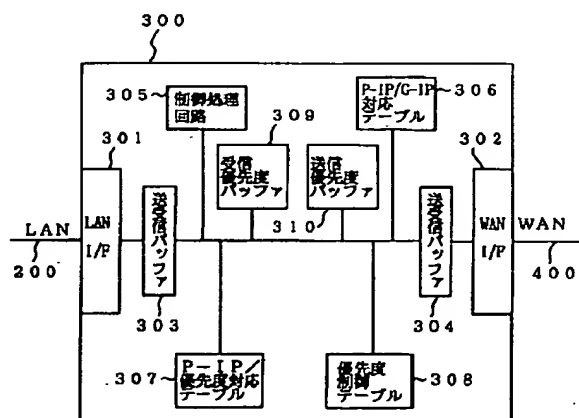 300
305
制御処理
回路
P-IP/G-IP
対応
テーブル
306
309
301
302
受信
優先度
バッファ
送信
優先度
バッファ
310
LAN
LAN
I/F
送受信バッファ
送受信バッファ
WAN
I/F
WAN
200
303
304
400
307
P-IP/
優先度対応
テーブル
優先度
制御
テーブル
308